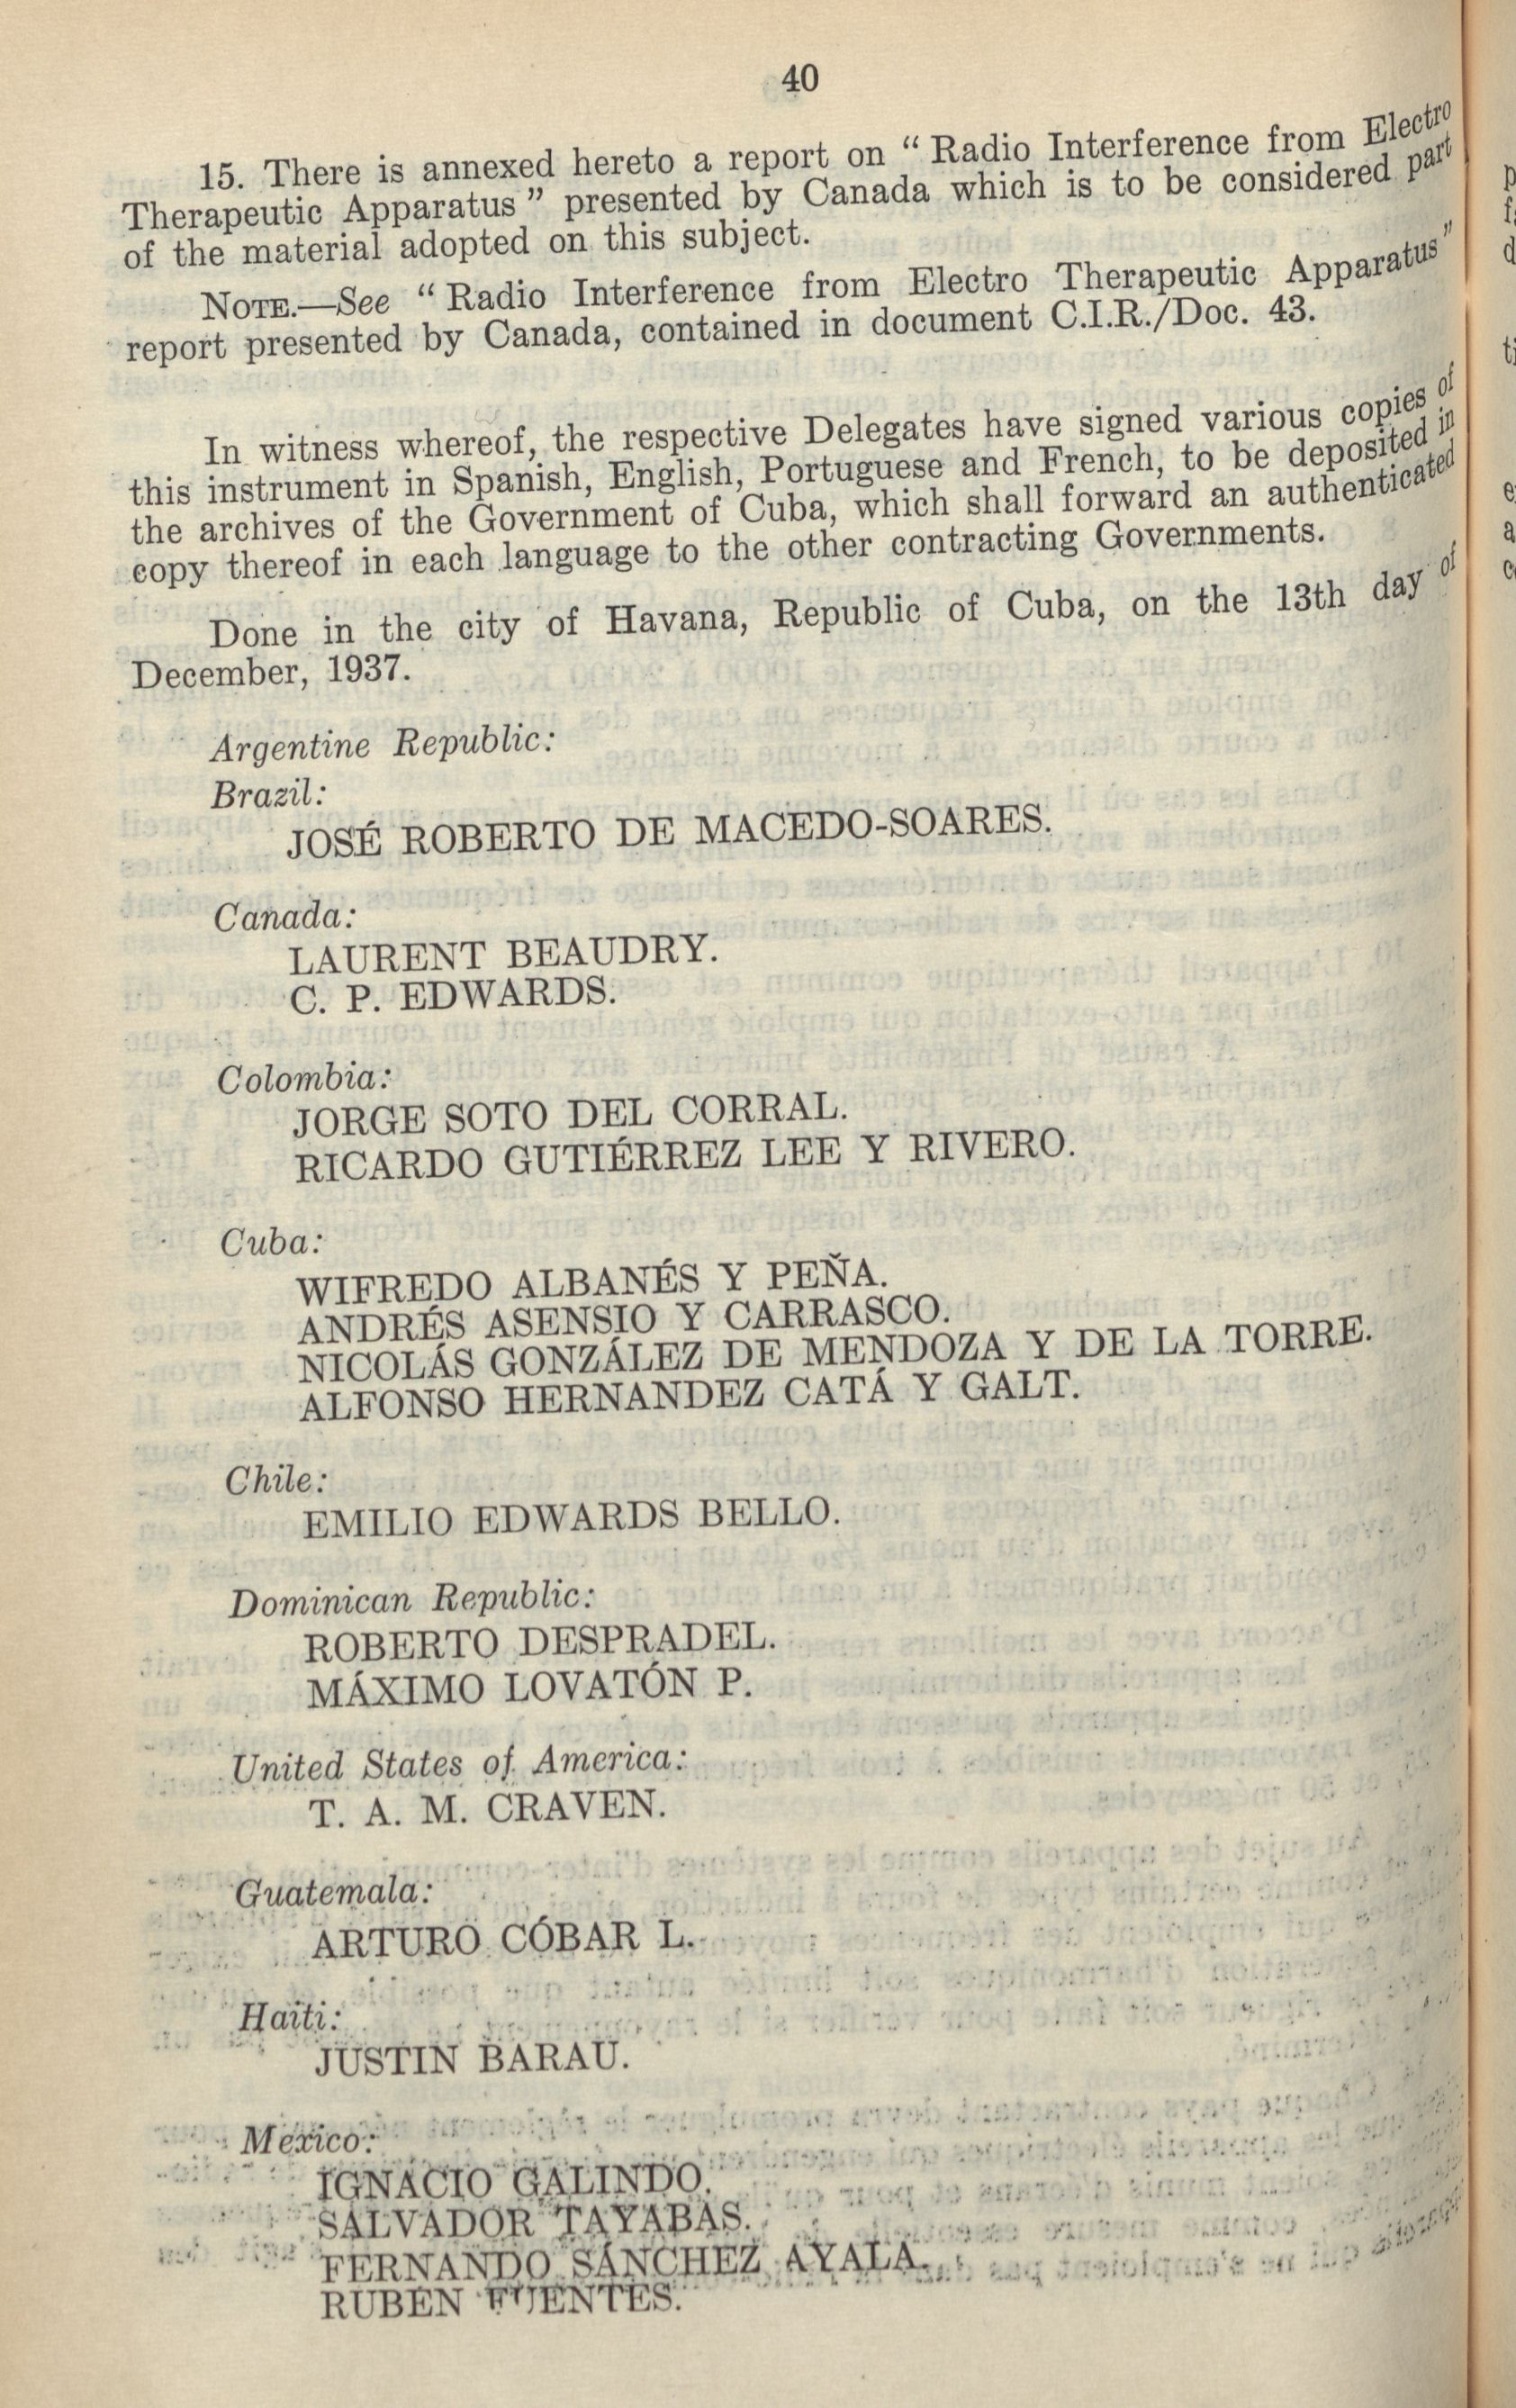 40
15. There is annexed hereto a report on “ Radio Interference from Electro
Therapeutic Apparatus ” presented by Canada which is to be considered part
of the material adopted on this subject.
NOTE.—See “ Radio Interference from Electro Therapeutic Apparatus ”
report presented by Canada, contained in document C.I.R./Doc. 43.
In witness whereof, the respective Delegates have signed various copies of
this instrument in Spanish, English, Portuguese and French, to be deposited in
the archives of the Government of Cuba, which shall forward an authenticated
copy thereof in each language to the other contracting Governments.
Done in the city of Havana, Republic of Cuba, on the 13th day of
December, 1937.
Argentine Republic:
Brazil:
JOSÉ ROBERTO DE MACEDO-SOARES.
Canada:
LAURENT BEAUDRY.
C. P. EDWARDS.
Colombia:
JORGE SOTO DEL CORRAL.
RICARDO GUTIÉRREZ LEE Y RIVERO.
Cuba:
WIFREDO ALBANÉS Y PEÑA.
ANDRÉS ASENSIO Y CARRASCO.
NICOLÁS GONZÁLEZ DE MENDOZA Y DE LA TORRE.
ALFONSO HERNANDEZ CATÁ Y GALT.
Chile:
EMILIO EDWARDS BELLO.
Dominican Republic:
ROBERTO DESPRADEL.
MÁXIMO LOVATÓN P.
United States of America:
T. A. M. CRAVEN.
Guatemala:
ARTURO CÓBAR L.
Haiti:
JUSTIN BARAU.
Mexico:
IGNACIO GALINDO.
SALVADOR TAYABAS.
FERNANDO SÁNCHEZ AYALA.
RUBEN FUENTES.